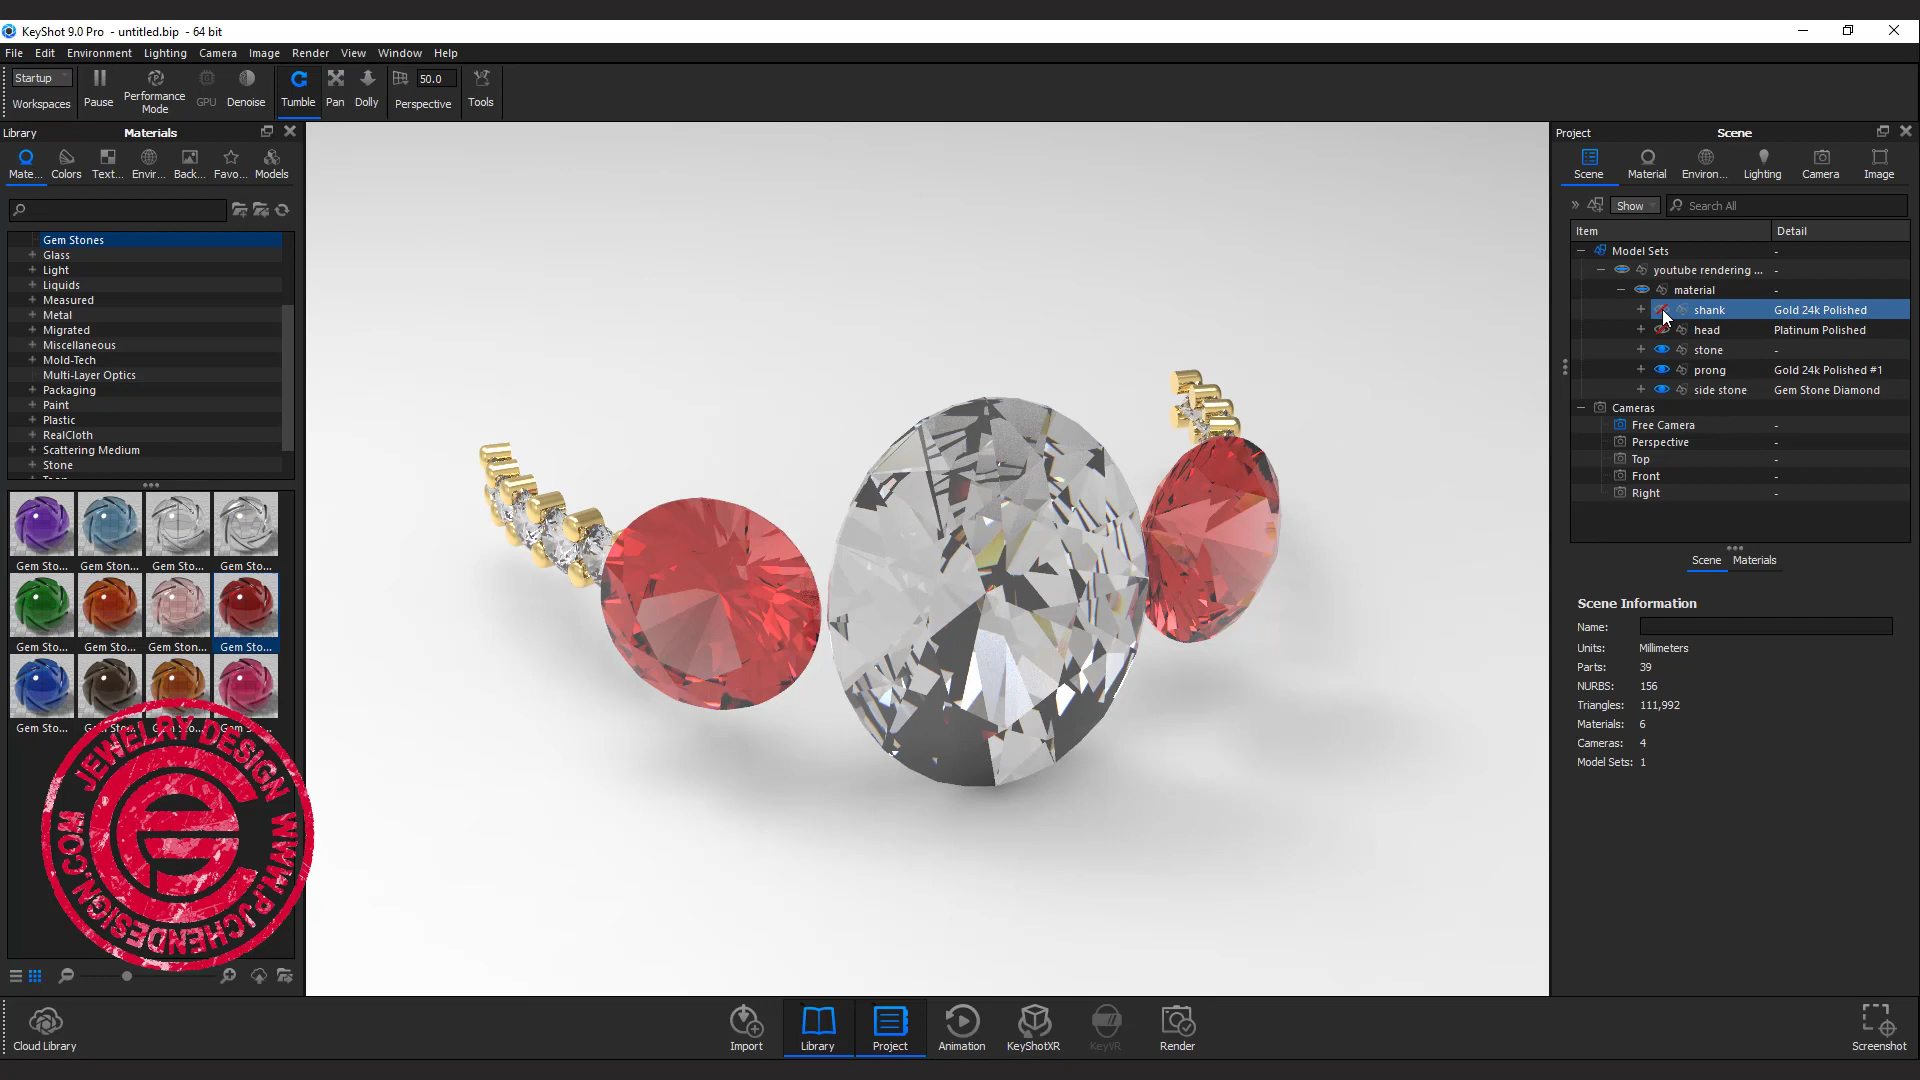 KeyShot 9.0 Pro - untitled.bip - 64 bit
File Edit Environment Lighting Camera Image Render View Window Help
Startup
50.0
Workspaces Pause Performance Mode GPU Denoise Tumble Pan Dolly Perspective Tools
Library Materials
Mate... Colors Text... Envir... Back... Favo... Models
Gem Stones
Glass
Light
Liquids
Measured
Metal
Migrated
Miscellaneous
Mold-Tech
Multi-Layer Optics
Packaging
Paint
Plastic
RealCloth
Scattering Medium
Stone
Gem Sto... Gem Ston... Gem Sto... Gem Sto...
Gem Sto... Gem Sto... Gem Ston... Gem Sto...
Gem Sto... Gem Sto... Gem Sto... Gem Sto...
JEWELRY DESIGN
WWW.PJCHENDESIGN.COM
Project Scene
Scene Material Environ... Lighting Camera Image
Show Search All
Item Detail
Model Sets -
youtube rendering ... -
material -
shank Gold 24k Polished
head Platinum Polished
stone -
prong Gold 24k Polished #1
side stone Gem Stone Diamond
Cameras
Free Camera -
Perspective -
Top -
Front -
Right -
Scene Materials
Scene Information
Name:
Units: Millimeters
Parts: 39
NURBS: 156
Triangles: 111,992
Materials: 6
Cameras: 4
Model Sets: 1
Cloud Library Import Library Project Animation KeyShotXR KeyVR Render Screenshot